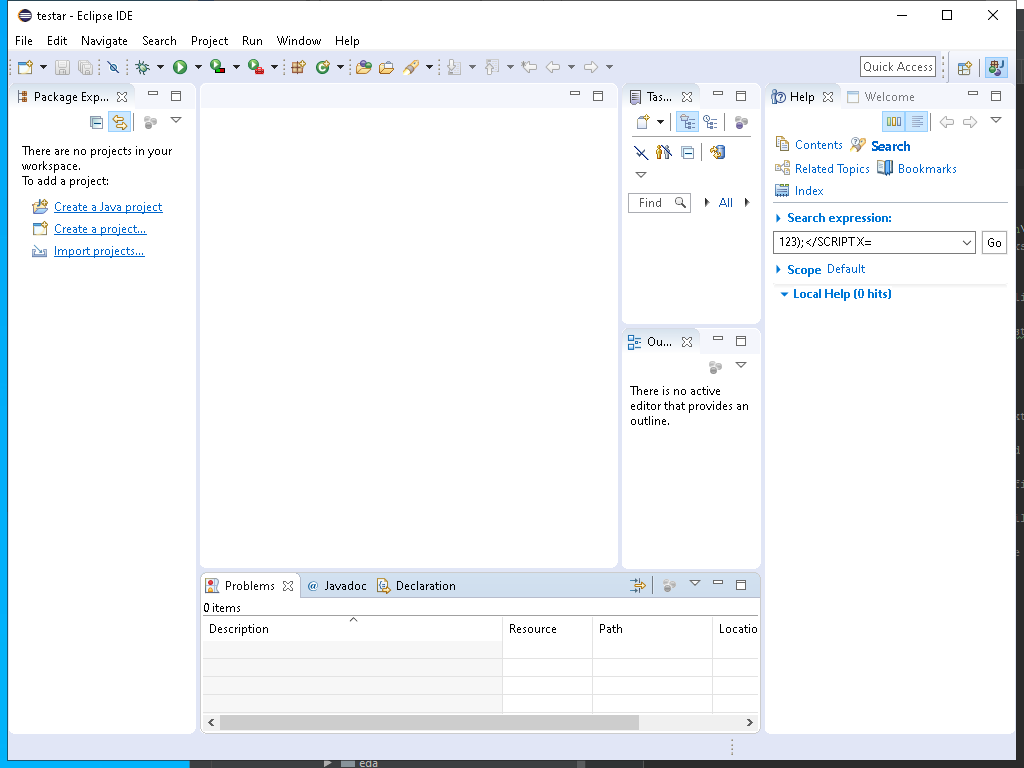 testar - Eclipse IDE
File Edit Navigate Search Project Run Window Help
Quick Access
Package Exp...
There are no projects in your
workspace.
To add a project:
Create a Java project
Create a project...
Import projects...
Tas...
Find
All
Ou...
There is no active
editor that provides an
outline.
Help
Welcome
Contents
Search
Related Topics
Bookmarks
Index
Search expression:
123);</SCRIPTX=
Go
Scope Default
Local Help (0 hits)
Problems
@ Javadoc
Declaration
0 items
Description Resource Path Locatio
eda